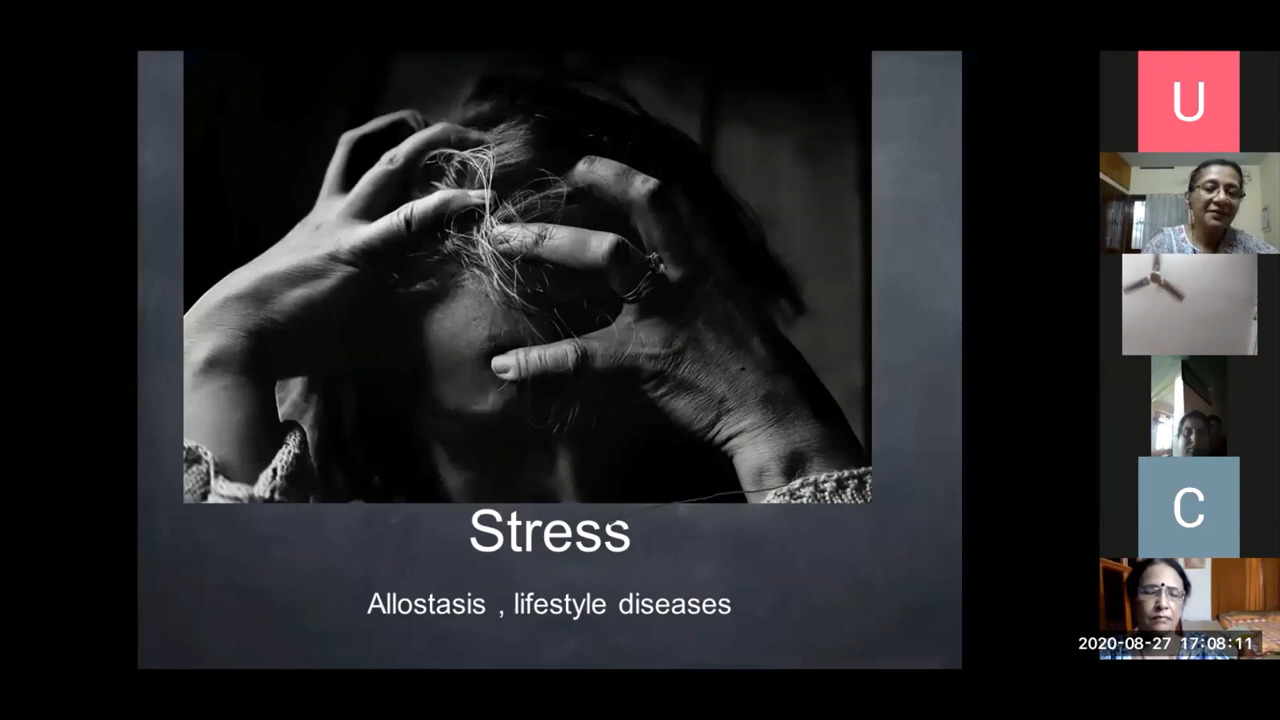 U
Stress
Allostasis , lifestyle diseases
C
2020-08-27 17:08:11